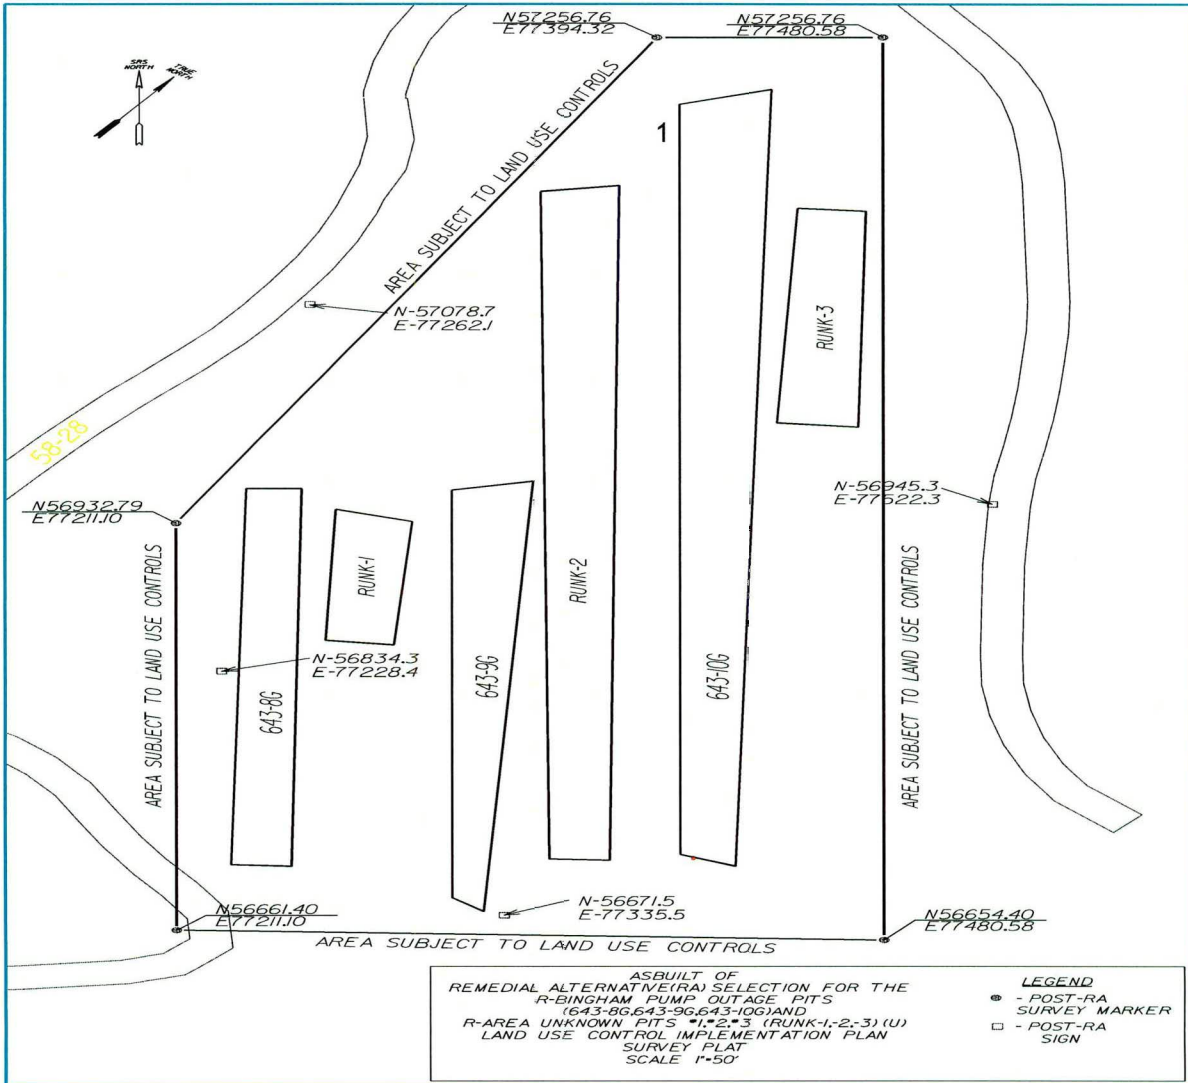 N57256.76
E77394.32
N57256.76
E77480.58
SRS
NORTH
TRUE
NORTH
AREA SUBJECT TO LAND USE CONTROLS
1
N-57078.7
E-77262.1
RUNK-3
58-28
N56932.79
E77211.10
N-56945.3
E-77522.3
RUNK-1
RUNK-2
AREA SUBJECT TO LAND USE CONTROLS
N-56834.3
E-77228.4
643-8G
643-9G
643-10G
AREA SUBJECT TO LAND USE CONTROLS
N56661.40
E77211.10
N-56671.5
E-77335.5
N56654.40
E77480.58
AREA SUBJECT TO LAND USE CONTROLS
ASBUILT OF
REMEDIAL ALTERNATIVE(RA) SELECTION FOR THE
R-BINGHAM PUMP OUTAGE PITS
(643-8G,643-9G,643-10G)AND
R-AREA UNKNOWN PITS #1,#2,#3 (RUNK-1,-2,-3) (U)
LAND USE CONTROL IMPLEMENTATION PLAN
SURVEY PLAT
SCALE 1"=50'
LEGEND
- POST-RA
SURVEY MARKER
- POST-RA
SIGN